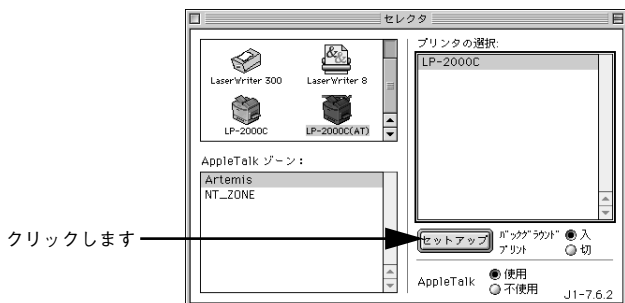 セレクタ
LaserWriter 300
LaserWriter 8
LP-2000C
LP-2000C(AT)
AppleTalk ゾーン：
Artemis
NT_ZONE
プリンタの選択:
LP-2000C
クリックします
セットアップ
バックグラウンド
プリント
入
切
AppleTalk
使用
不使用
J1-7.6.2